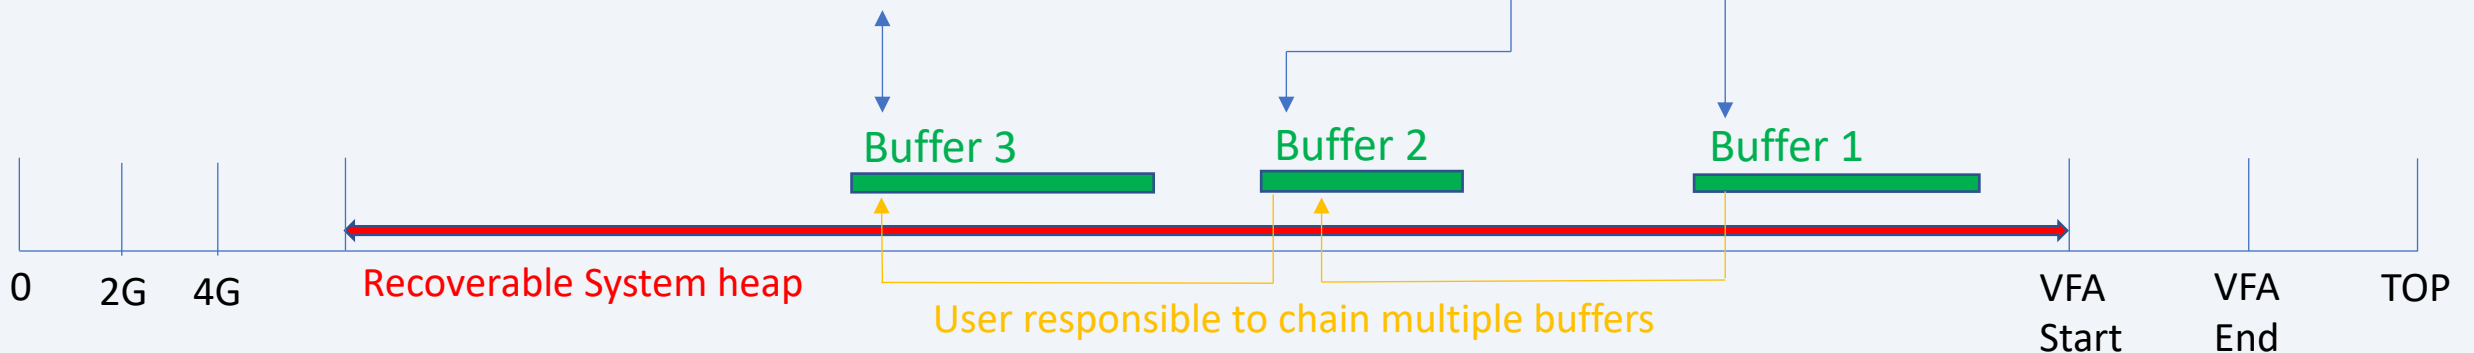 Buffer 3
Buffer 2
Buffer 1
0
2G
4G
Recoverable System heap
User responsible to chain multiple buffers
VFA
Start
VFA
End
TOP